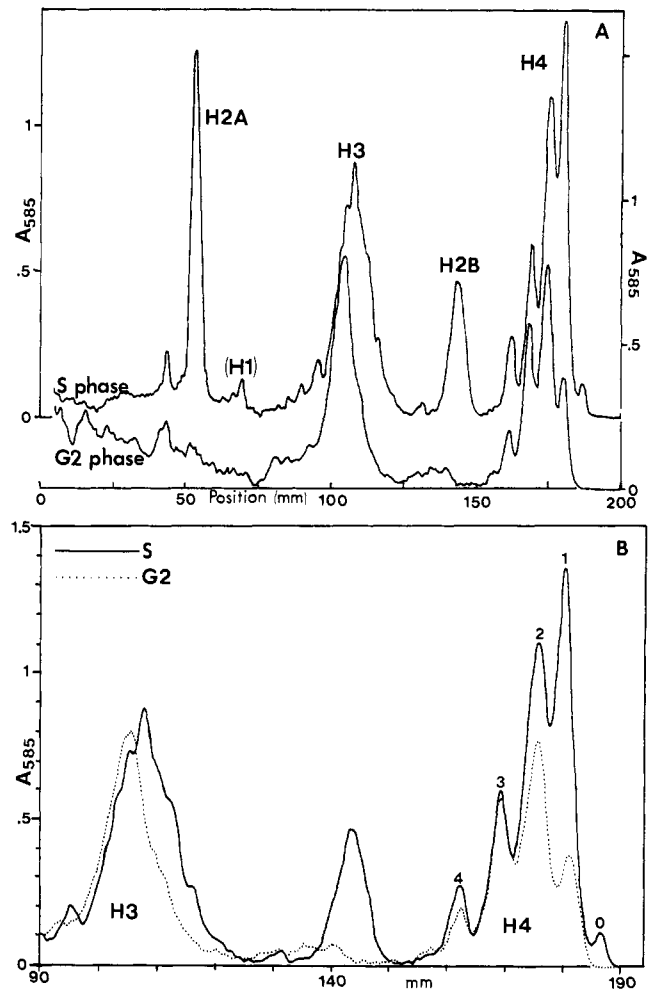 A
H4
H2A
1
H3
1
A585
A585
H2B
.5
.5
(H1)
S phase
0
G2 phase
0
0 50 Position (mm) 100 150 200
1.5
B
S
G2
1
2
1
A585
3
.5
4
H3
H4
0
0
90 140 mm 190